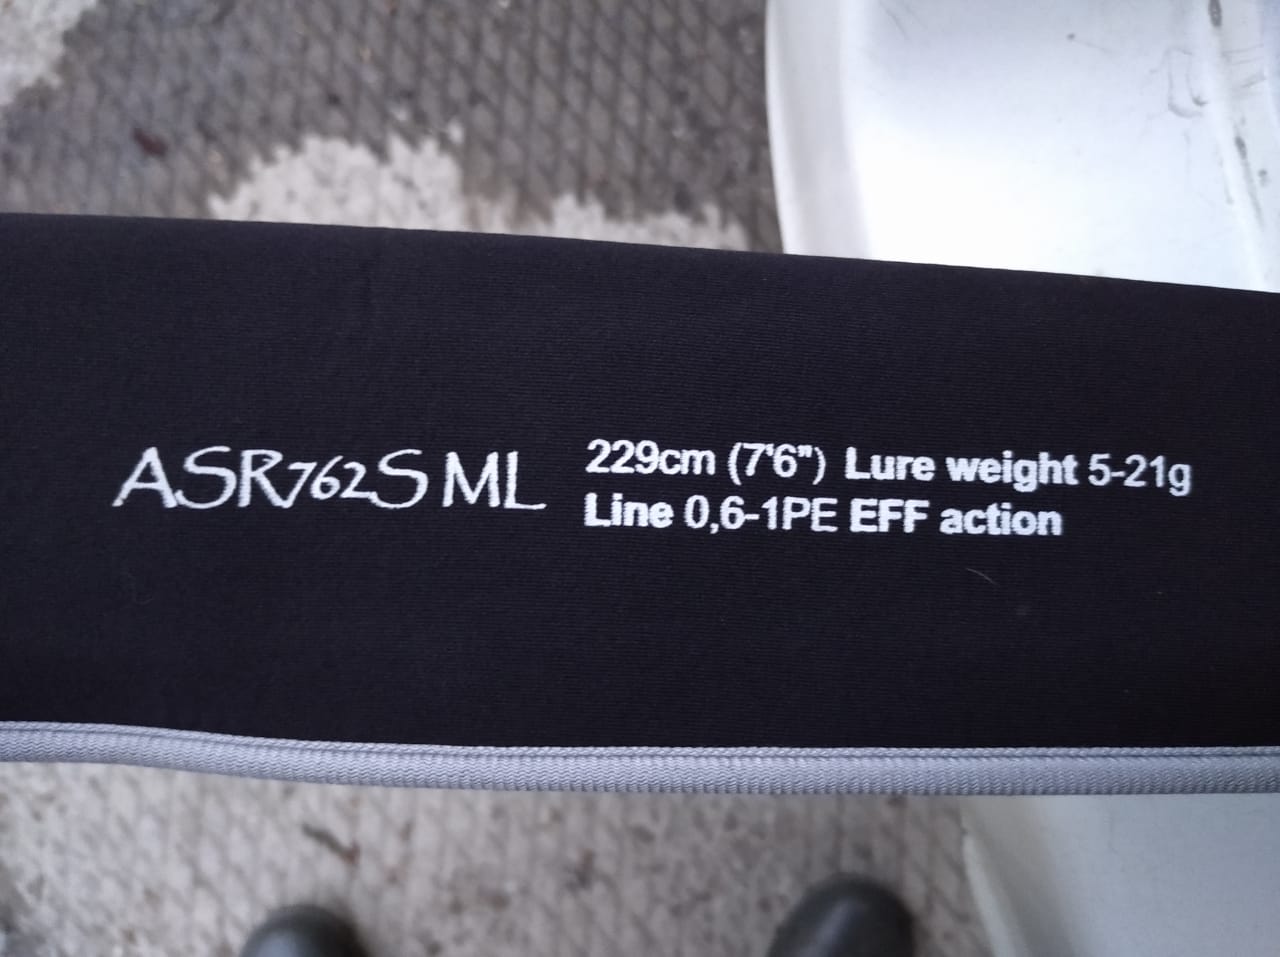 ASR762S ML
229cm (7'6") Lure weight 5-21g
Line 0,6-1PE EFF action